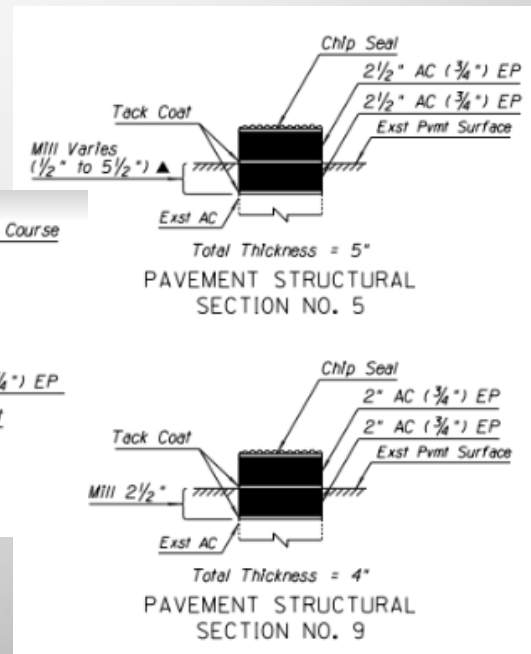 Chip Seal
2½" AC (¾") EP
2½" AC (¾") EP
Tack Coat
Exst Pvmt Surface
Mill Varies
(½" to 5½") ▲
Exst AC
Total Thickness = 5"
PAVEMENT STRUCTURAL
SECTION NO. 5
Course
Chip Seal
2" AC (¾") EP
2" AC (¾") EP
Tack Coat
Exst Pvmt Surface
Mill 2½"
Exst AC
Total Thickness = 4"
PAVEMENT STRUCTURAL
SECTION NO. 9
4") EP